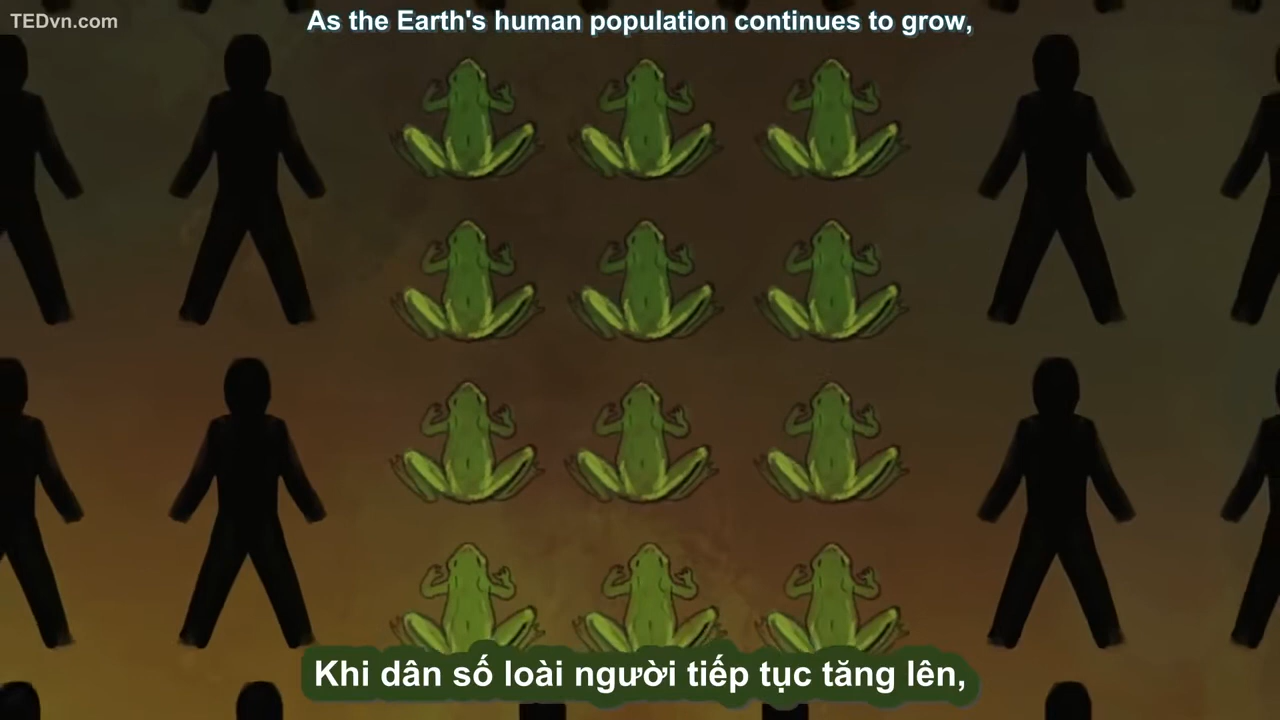 TEDvn.com
As the Earth's human population continues to grow,
Khi dân số loài người tiếp tục tăng lên,